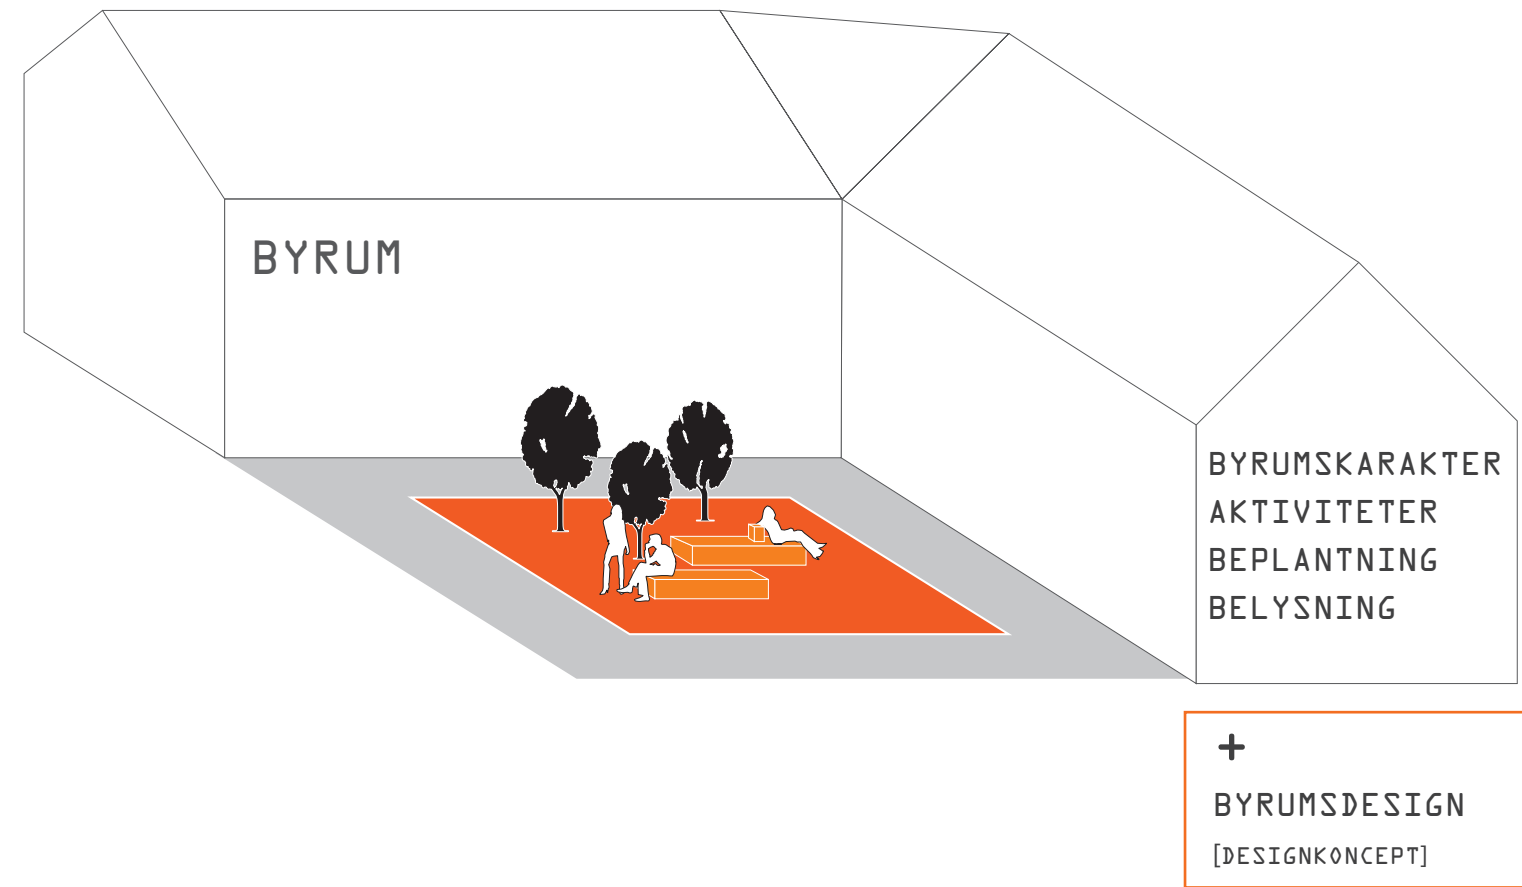 BYRUM
BYRUMSKARAKTER
AKTIVITETER
BEPLANTNING
BELYSNING
+
BYRUMSDESIGN
[DESIGNKONCEPT]